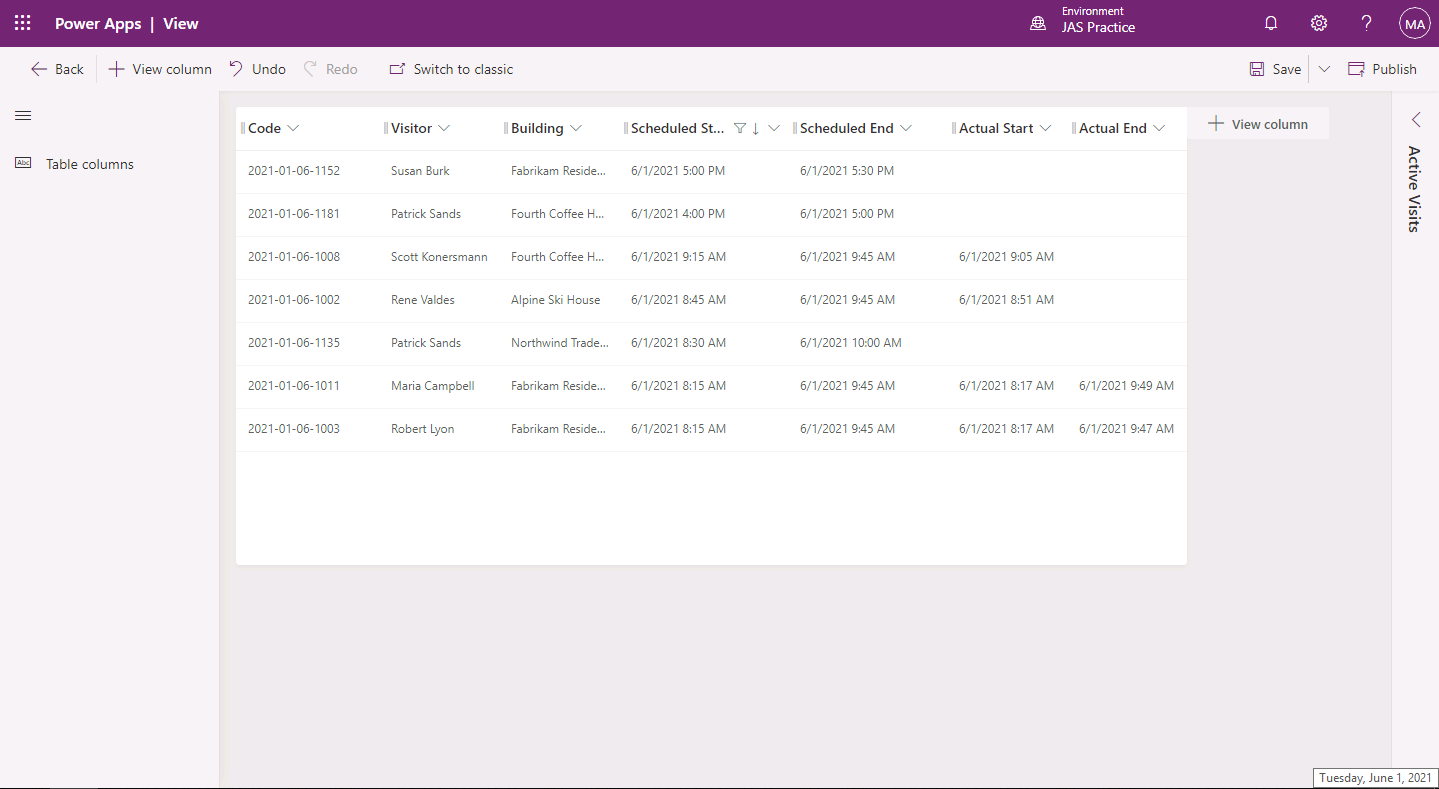 Power Apps | View
Environment
JAS Practice
MA
Back
View column
Undo
Redo
Switch to classic
Save
Publish
Abc Table columns
Code Visitor Building Scheduled St... Scheduled End Actual Start Actual End
View column
2021-01-06-1152 Susan Burk Fabrikam Reside... 6/1/2021 5:00 PM 6/1/2021 5:30 PM
2021-01-06-1181 Patrick Sands Fourth Coffee H... 6/1/2021 4:00 PM 6/1/2021 5:00 PM
2021-01-06-1008 Scott Konersmann Fourth Coffee H... 6/1/2021 9:15 AM 6/1/2021 9:45 AM 6/1/2021 9:05 AM
2021-01-06-1002 Rene Valdes Alpine Ski House 6/1/2021 8:45 AM 6/1/2021 9:45 AM 6/1/2021 8:51 AM
2021-01-06-1135 Patrick Sands Northwind Trade... 6/1/2021 8:30 AM 6/1/2021 10:00 AM
2021-01-06-1011 Maria Campbell Fabrikam Reside... 6/1/2021 8:15 AM 6/1/2021 9:45 AM 6/1/2021 8:17 AM 6/1/2021 9:49 AM
2021-01-06-1003 Robert Lyon Fabrikam Reside... 6/1/2021 8:15 AM 6/1/2021 9:45 AM 6/1/2021 8:17 AM 6/1/2021 9:47 AM
Active Visits
Tuesday, June 1, 2021